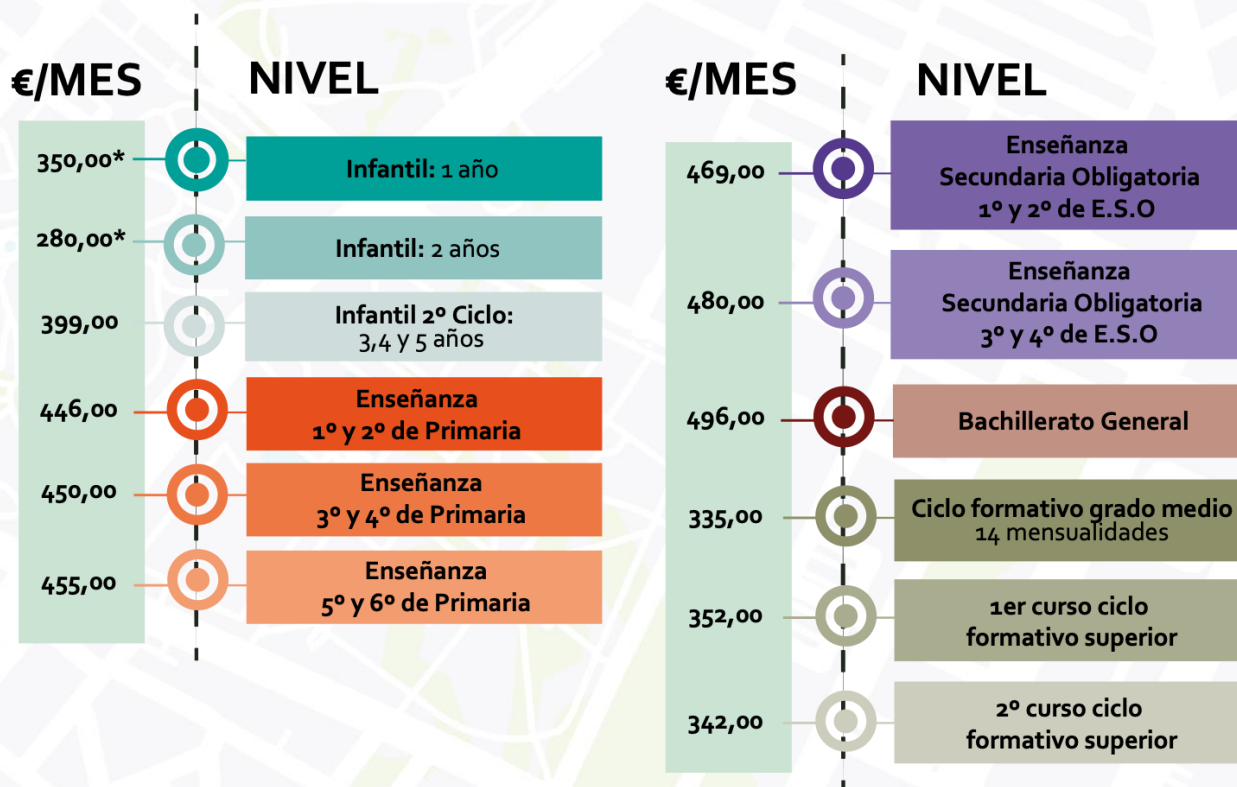 €/MES
NIVEL
350,00*
Infantil: 1 año
280,00*
Infantil: 2 años
399,00
Infantil 2º Ciclo:
3,4 y 5 años
446,00
Enseñanza
1º y 2º de Primaria
450,00
Enseñanza
3º y 4º de Primaria
455,00
Enseñanza
5º y 6º de Primaria
€/MES
NIVEL
469,00
Enseñanza
Secundaria Obligatoria
1º y 2º de E.S.O
480,00
Enseñanza
Secundaria Obligatoria
3º y 4º de E.S.O
496,00
Bachillerato General
335,00
Ciclo formativo grado medio
14 mensualidades
352,00
1er curso ciclo
formativo superior
342,00
2º curso ciclo
formativo superior